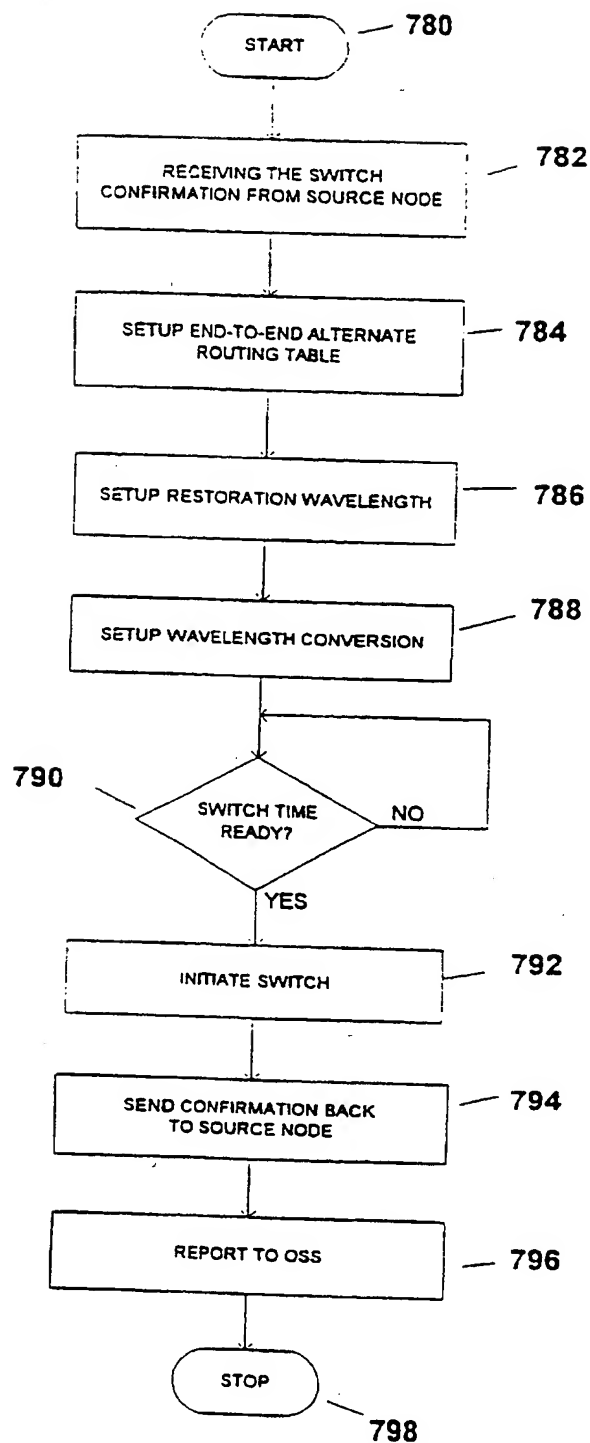 START
780
RECEIVING THE SWITCH
CONFIRMATION FROM SOURCE NODE
782
SETUP END-TO-END ALTERNATE
ROUTING TABLE
784
SETUP RESTORATION WAVELENGTH
786
SETUP WAVELENGTH CONVERSION
788
790
SWITCH TIME
READY?
NO
YES
INITIATE SWITCH
792
SEND CONFIRMATION BACK
TO SOURCE NODE
794
REPORT TO OSS
796
STOP
798